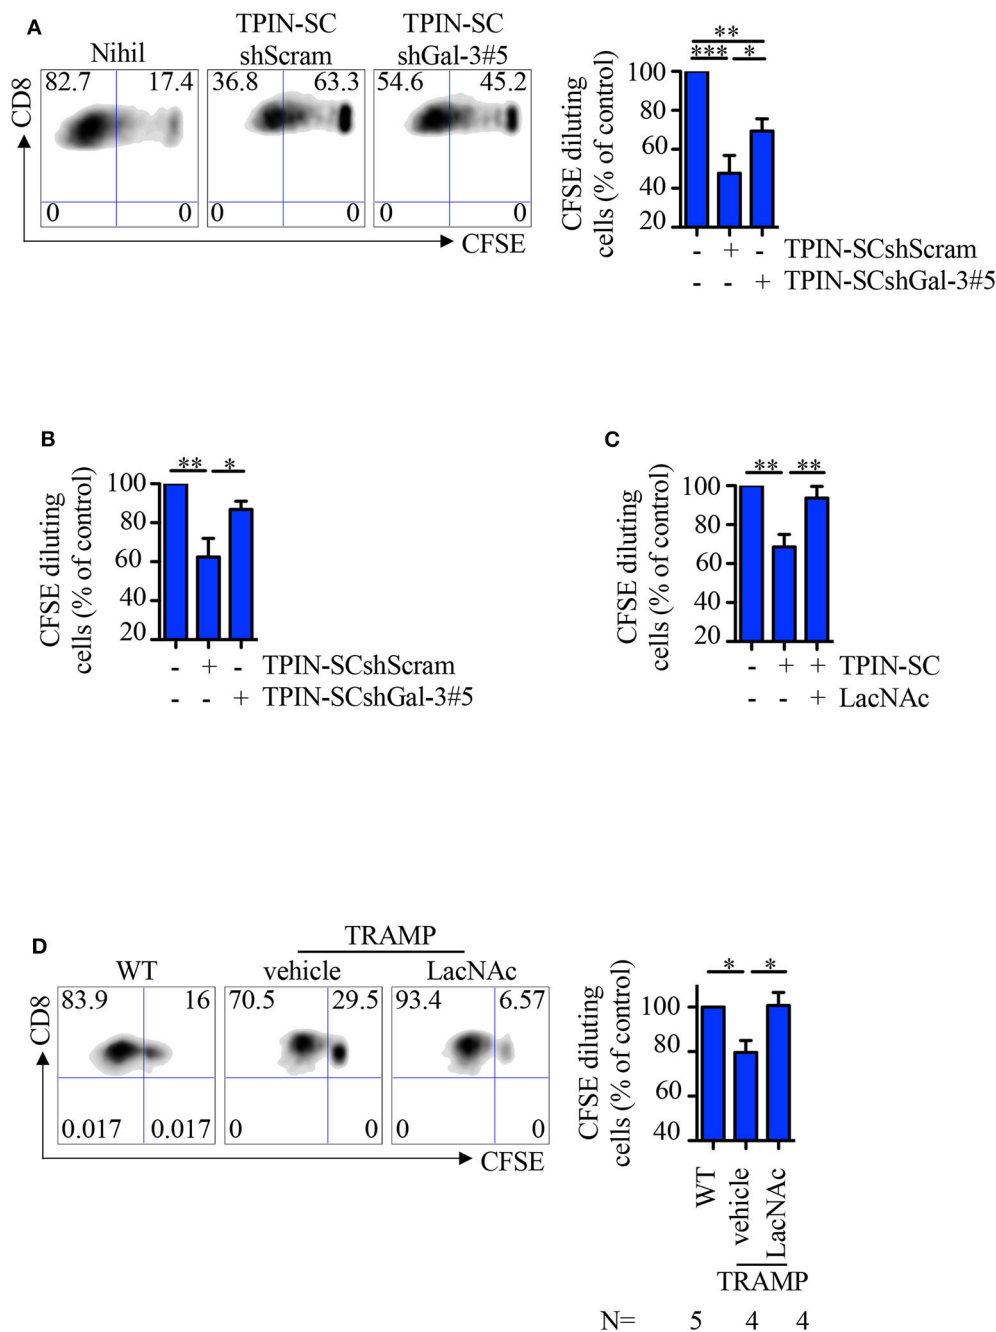 A
Nihil
TPIN-SC
shScram
TPIN-SC
shGal-3#5
CD8
82.7 17.4
0 0
36.8 63.3
0 0
54.6 45.2
0 0
CFSE
CFSE diluting
cells (% of control)
100
80
60
40
20
**
*** *
- + - TPIN-SCshScram
- - + TPIN-SCshGal-3#5
B
CFSE diluting
cells (% of control)
100
80
60
40
20
** *
- + - TPIN-SCshScram
- - + TPIN-SCshGal-3#5
C
CFSE diluting
cells (% of control)
100
80
60
40
20
** **
- + + TPIN-SC
- - + LacNAc
D
TRAMP
WT vehicle LacNAc
CD8
83.9 16
0.017 0.017
70.5 29.5
0 0
93.4 6.57
0 0
CFSE
CFSE diluting
cells (% of control)
100
80
60
40
* *
WT
vehicle
LacNAc
TRAMP
N= 5 4 4